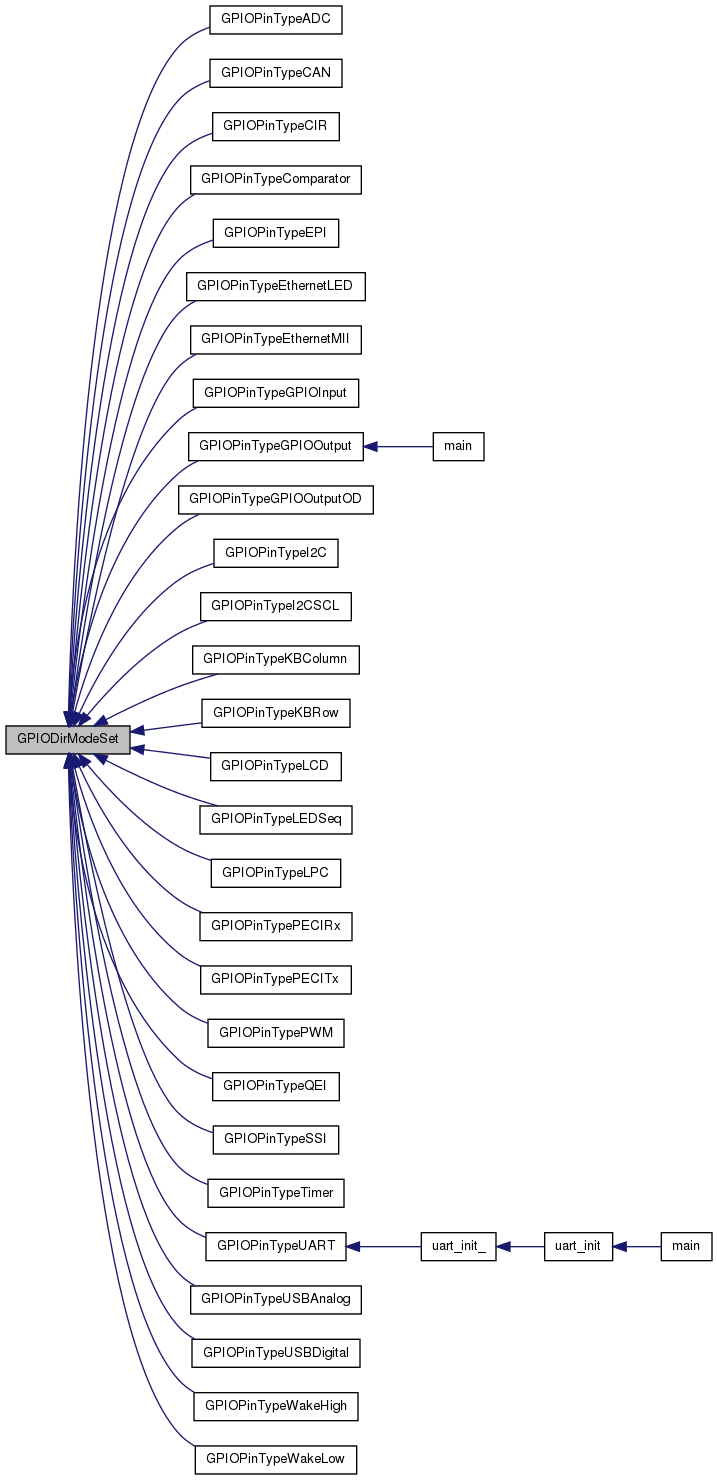 GPIOPinTypeADC
GPIOPinTypeCAN
GPIOPinTypeCIR
GPIOPinTypeComparator
GPIOPinTypeEPI
GPIOPinTypeEthernetLED
GPIOPinTypeEthernetMII
GPIOPinTypeGPIOInput
GPIOPinTypeGPIOOutput
main
GPIOPinTypeGPIOOutputOD
GPIOPinTypeI2C
GPIOPinTypeI2CSCL
GPIOPinTypeKBColumn
GPIOPinTypeKBRow
GPIODirModeSet
GPIOPinTypeLCD
GPIOPinTypeLEDSeq
GPIOPinTypeLPC
GPIOPinTypePECIRx
GPIOPinTypePECITx
GPIOPinTypePWM
GPIOPinTypeQEI
GPIOPinTypeSSI
GPIOPinTypeTimer
GPIOPinTypeUART
uart_init_
uart_init
main
GPIOPinTypeUSBAnalog
GPIOPinTypeUSBDigital
GPIOPinTypeWakeHigh
GPIOPinTypeWakeLow